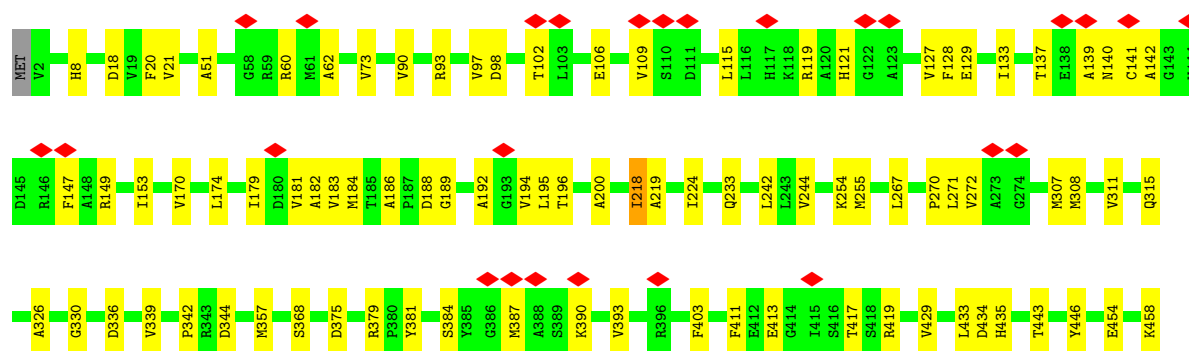 MET V2 H8 D18 V19 F20 V21 A51 G58 R59 R60 M61 A62 V73 V90 R93 V97 D98 T102 L103 E106 V109 S110 D111 L115 L116 H117 K118 R119 A120 H121 G122 A123 V127 F128 E129 I133 T137 E138 A139 N140 C141 A142 G143
D145 R146 F147 A148 R149 I153 V170 L174 I179 D180 V181 A182 V183 M184 T185 A186 P187 D188 G189 A192 G193 V194 L195 T196 A200 I218 A219 I224 Q233 L242 L243 V244 K254 M255 L267 P270 L271 V272 A273 G274 M307 M308 V311 Q315
A326 G330 D336 V339 P342 R343 D344 M357 S368 D375 R379 P380 Y381 S384 Y385 G386 M387 A388 S389 K390 V393 R396 F403 F411 E412 E413 G414 I415 S416 T417 S418 R419 V429 L433 D434 H435 T443 Y446 E454 K458